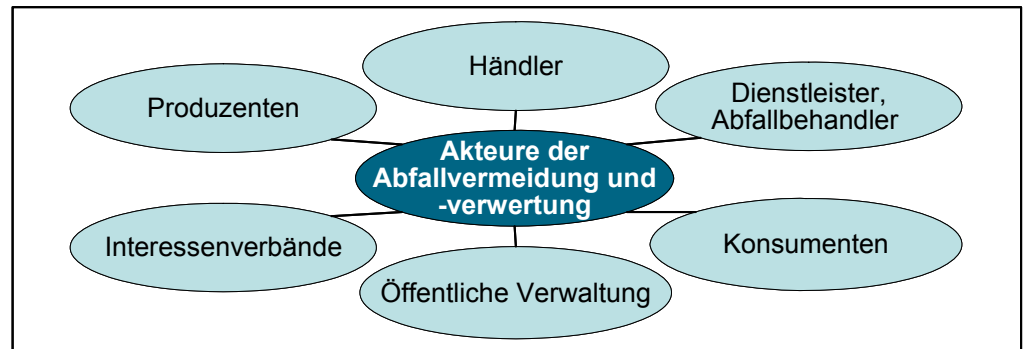 Händler
Produzenten
Dienstleister,
Abfallbehandler
Akteure der
Abfallvermeidung und
-verwertung
Interessenverbände
Konsumenten
Öffentliche Verwaltung